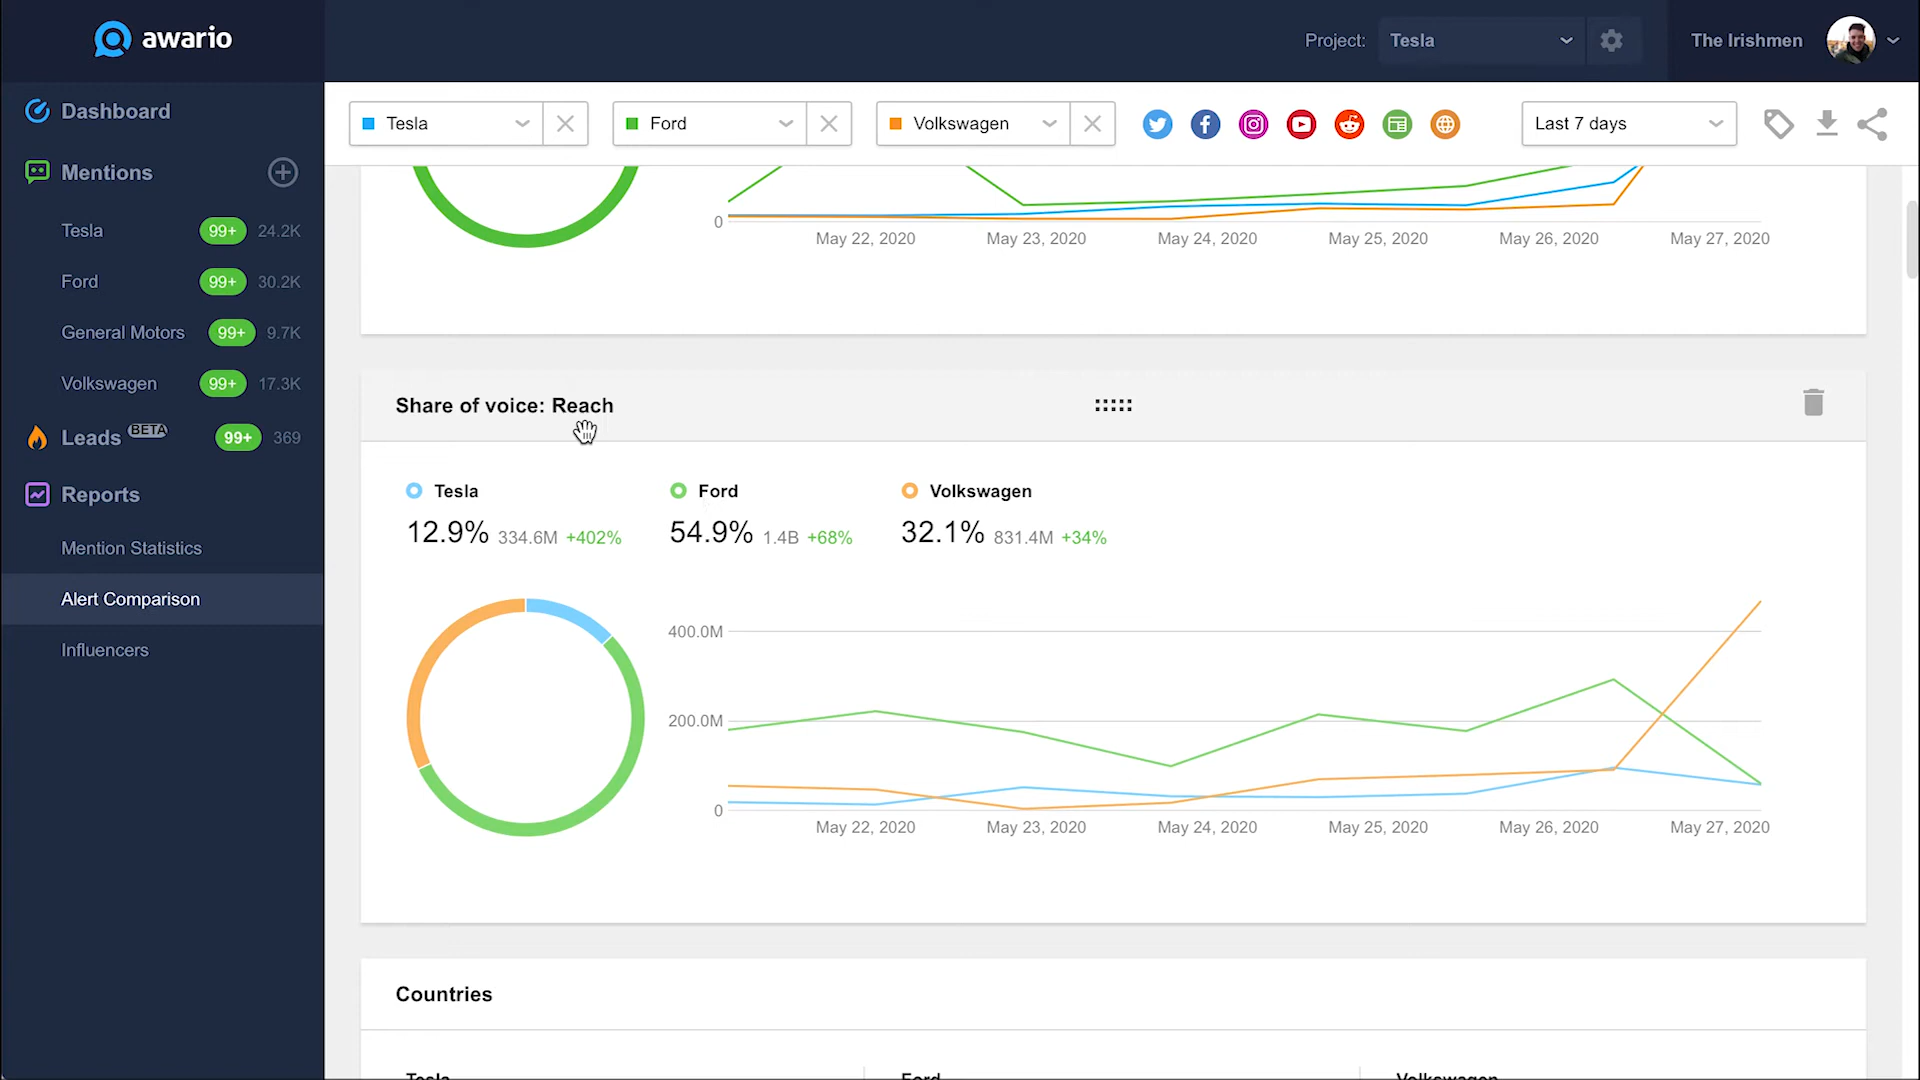 awario
Project: Tesla
The Irishmen
Dashboard
Mentions
Tesla 99+ 24.2K
Ford 99+ 30.2K
General Motors 99+ 9.7K
Volkswagen 99+ 17.3K
Leads BETA 99+ 369
Reports
Mention Statistics
Alert Comparison
Influencers
Tesla Ford Volkswagen Last 7 days
0
May 22, 2020 May 23, 2020 May 24, 2020 May 25, 2020 May 26, 2020 May 27, 2020
Share of voice: Reach
Tesla Ford Volkswagen
12.9% 334.6M +402% 54.9% 1.4B +68% 32.1% 831.4M +34%
400.0M
200.0M
0
May 22, 2020 May 23, 2020 May 24, 2020 May 25, 2020 May 26, 2020 May 27, 2020
Countries
Tesla Ford Volkswagen